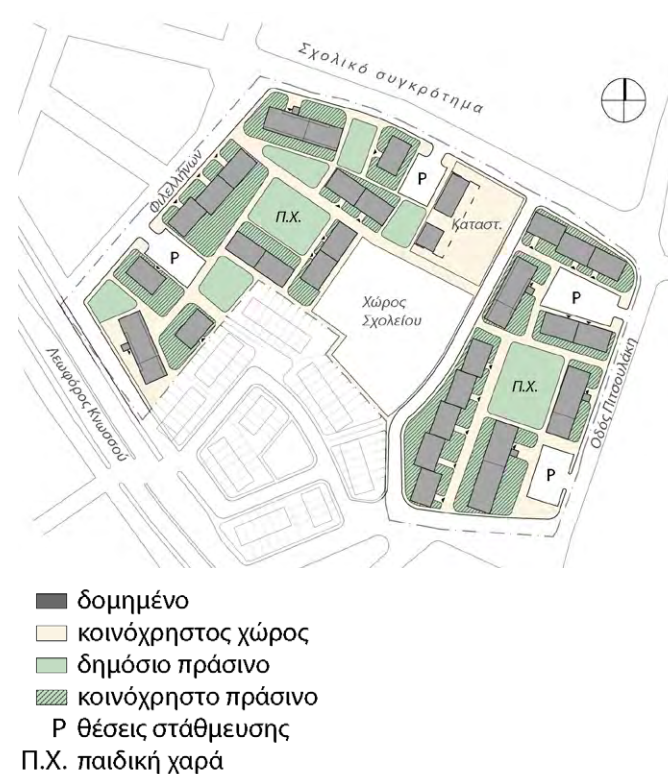 Σχολικό συγκρότημα
Φιλελλήνων
P
Καταστ.
Π.Χ.
P
Χώρος
Σχολείου
P
Π.Χ.
Λεωφόρος Κνωσσού
Οδός Πιτσουλάκη
P
δομημένο
κοινόχρηστος χώρος
δημόσιο πράσινο
κοινόχρηστο πράσινο
P θέσεις στάθμευσης
Π.Χ. παιδική χαρά